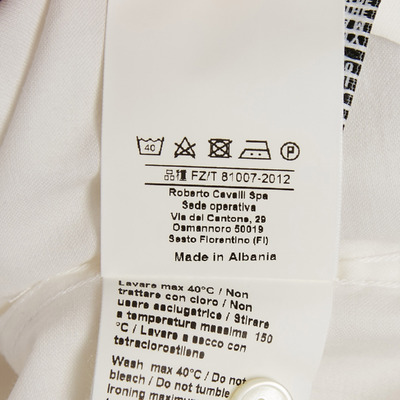 40
P
品種 FZ/T 81007-2012
Roberto Cavalli Spa
Sede operativa
Via del Cantone, 29
Osmannoro 50019
Sesto Fiorentino (FI)
Made in Albania
Lavare max 40°C / Non
trattare con cloro / Non
usare asciugatrice / Stirare
a temperatura massima 150
°C / Lavare a secco con
tetracloroetilene
Wash max 40°C / Do not
bleach / Do not tumble
Ironing maximum